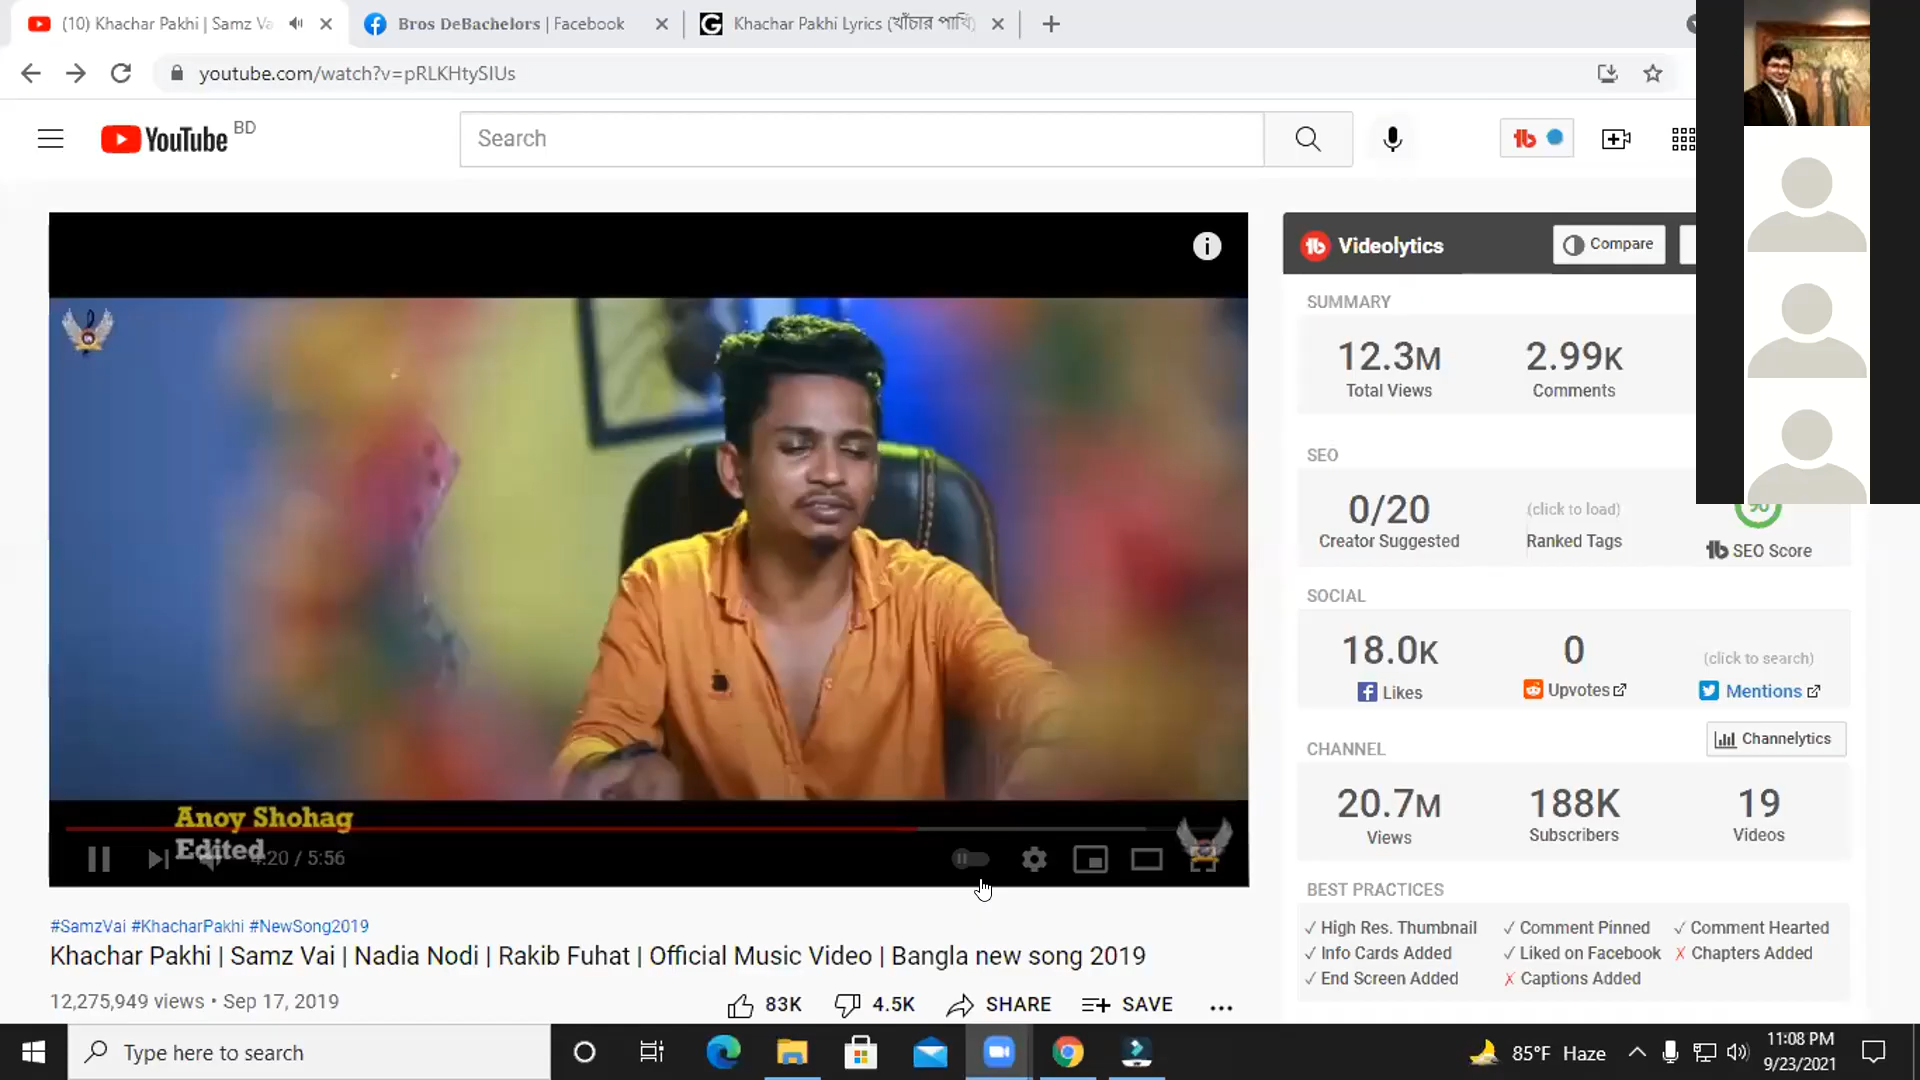 (10) Khachar Pakhi | Samz Va
Bros DeBachelors | Facebook
Khachar Pakhi Lyrics (খাঁচার পাখি)
youtube.com/watch?v=pRLKHtySIUs
YouTube BD
Search
Videolytics
Compare
SUMMARY
12.3M
Total Views
2.99K
Comments
SEO
0/20
Creator Suggested
(click to load)
Ranked Tags
SEO Score
SOCIAL
18.0K
Likes
0
Upvotes
(click to search)
Mentions
CHANNEL
Channelytics
20.7M
Views
188K
Subscribers
19
Videos
BEST PRACTICES
✓ High Res. Thumbnail
✓ Comment Pinned
✓ Comment Hearted
✓ Info Cards Added
✓ Liked on Facebook
✗ Chapters Added
✓ End Screen Added
✗ Captions Added
Anoy Shohag
Edited
4:20 / 5:56
#SamzVai #KhacharPakhi #NewSong2019
Khachar Pakhi | Samz Vai | Nadia Nodi | Rakib Fuhat | Official Music Video | Bangla new song 2019
12,275,949 views • Sep 17, 2019
83K
4.5K
SHARE
SAVE
Type here to search
85°F Haze
11:08 PM
9/23/2021